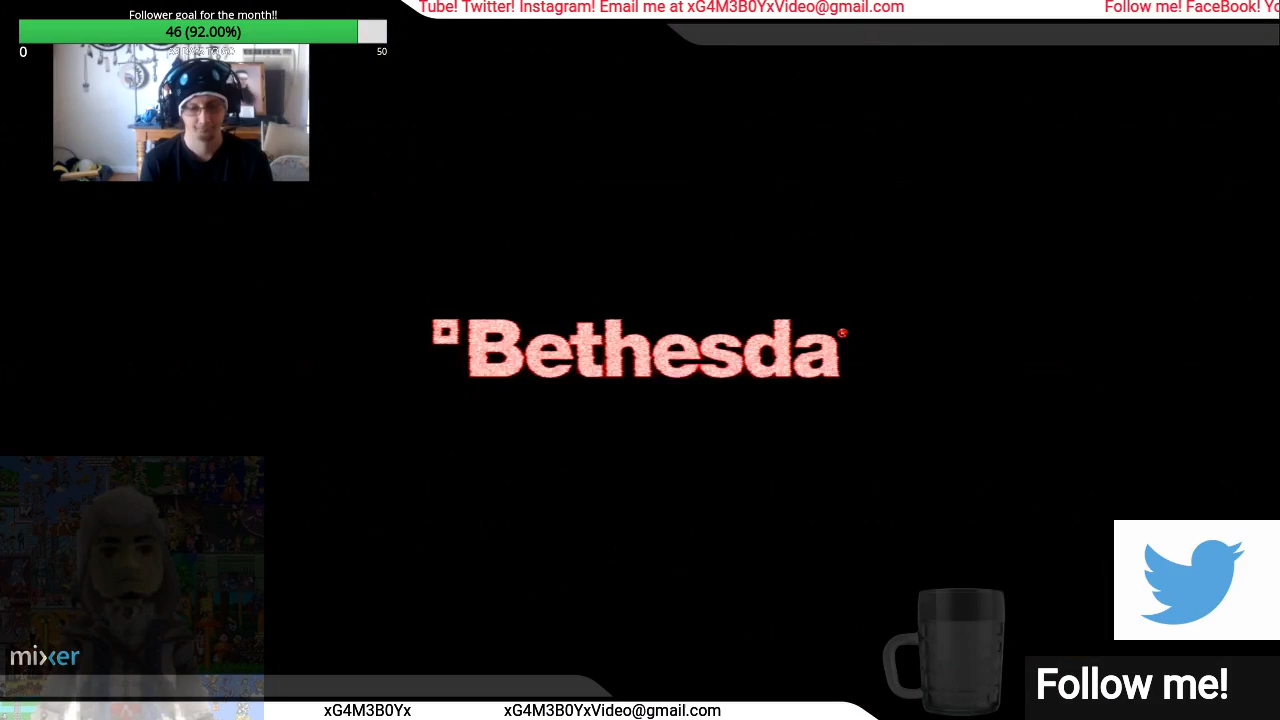 Follower goal for the month!!
46 (92.00%)
0
50
Tube! Twitter! Instagram! Email me at xG4M3B0YxVideo@gmail.com
Follow me! FaceBook! Yo
Bethesda
mixer
Follow me!
xG4M3B0Yx
xG4M3B0YxVideo@gmail.com